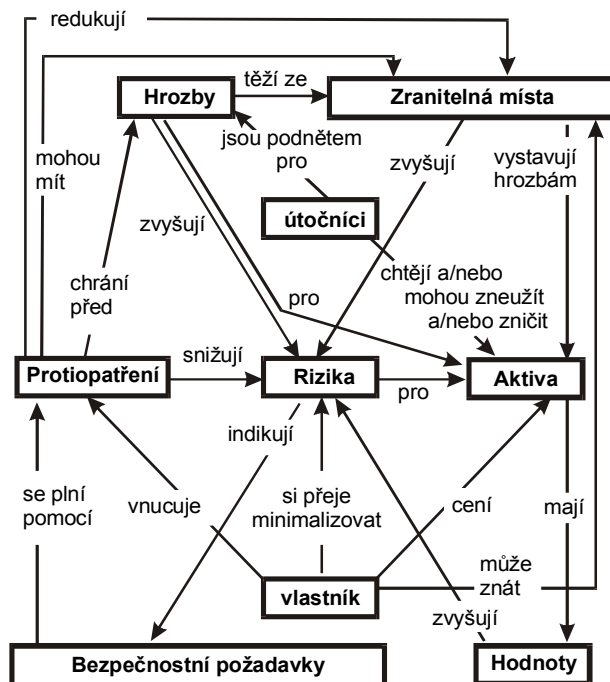 redukují
Hrozby
těží ze
Zranitelná místa
jsou podnětem
pro
mohou
mít
zvyšují
vystavují
hrozbám
zvyšují
útočníci
chtějí a/nebo
mohou zneužít
a/nebo zničit
chrání
před
pro
snižují
Protiopatření
Rizika
pro
Aktiva
indikují
se plní
pomocí
vnucuje
si přeje
minimalizovat
cení
mají
může
znát
vlastník
zvyšují
Bezpečnostní požadavky
Hodnoty